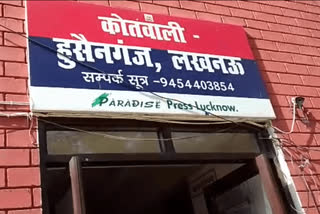 कोतवाली -
हुसैनगंज, लखनऊ
सम्पर्क सूत्र -9454403854
PARADISE Press-Lucknow.